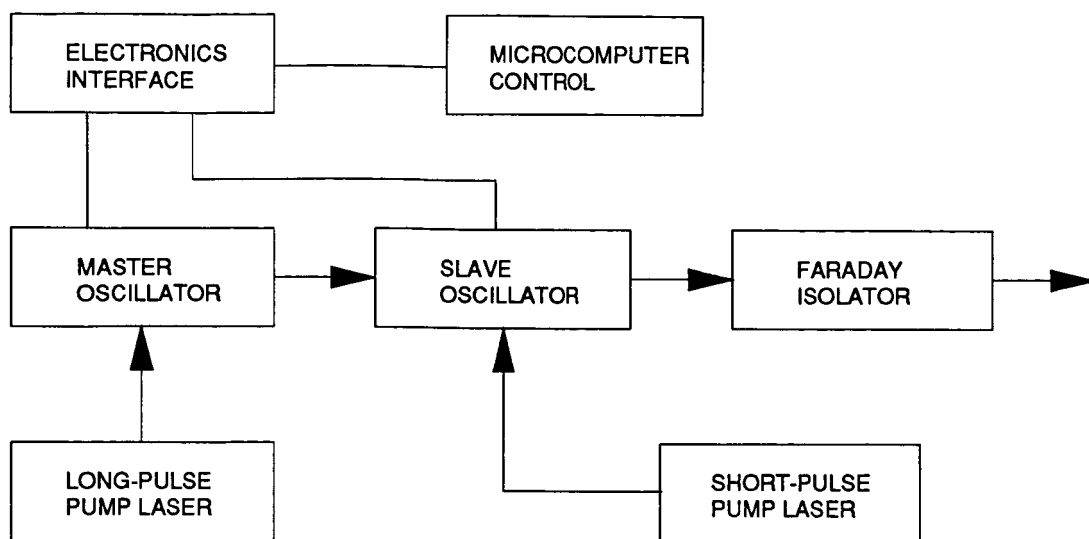 ELECTRONICS
INTERFACE
MICROCOMPUTER
CONTROL
MASTER
OSCILLATOR
SLAVE
OSCILLATOR
FARADAY
ISOLATOR
LONG-PULSE
PUMP LASER
SHORT-PULSE
PUMP LASER